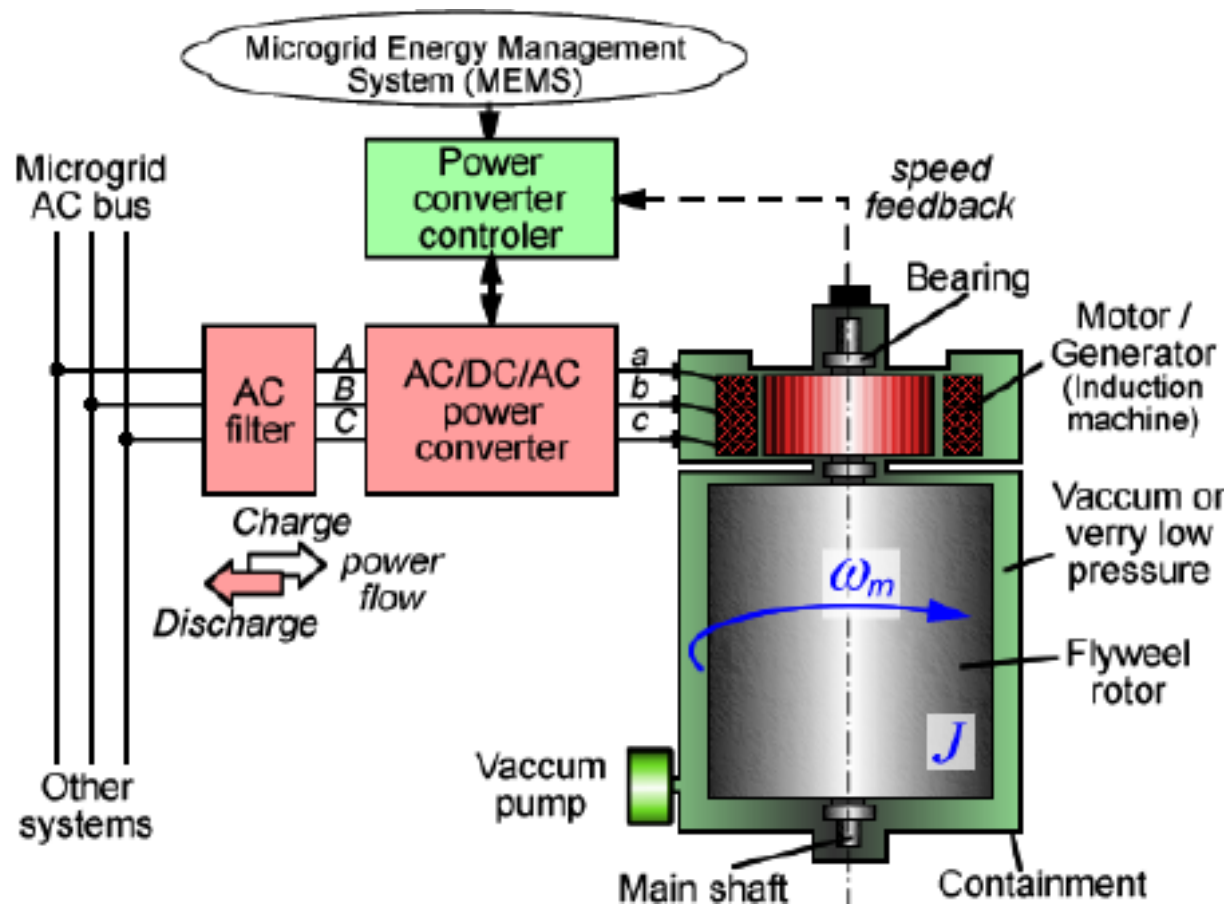 Microgrid Energy Management
System (MEMS)
Microgrid
AC bus
Power
converter
controler
speed
feedback
Bearing
Motor /
Generator
(Induction
machine)
AC
filter
A
B
C
AC/DC/AC
power
converter
a
b
c
Charge
power
flow
Discharge
Vaccum or
verry low
pressure
ωm
Flyweel
rotor
J
Vaccum
pump
Other
systems
Main shaft
Containment